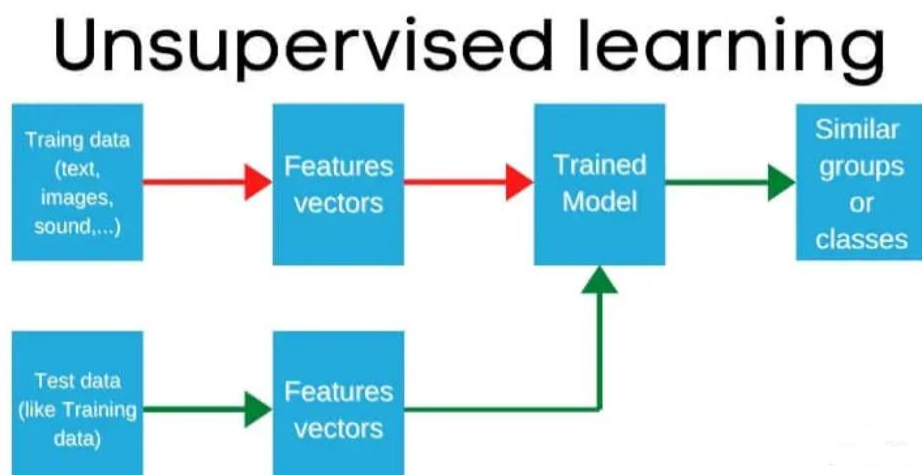 Unsupervised learning
Traing data
(text,
images,
sound,...)
Features
vectors
Trained
Model
Similar
groups
or
classes
Test data
(like Training
data)
Features
vectors